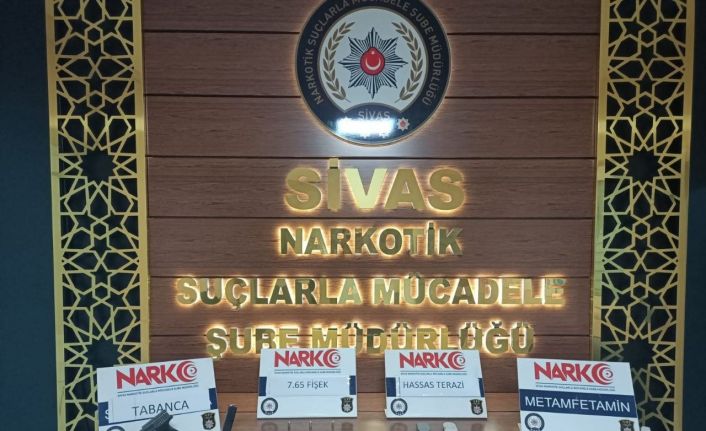 NARKOTİK SUÇLARLA MÜCADELE ŞUBE MÜDÜRLÜĞÜ
SİVAS
SİVAS
NARKOTİK
SUÇLARLA MÜCADELE
ŞUBE MÜDÜRLÜĞÜ
NARKO
TABANCA
NARKO
7.65 FİŞEK
NARKO
HASSAS TERAZİ
NARKO
METAMFETAMİN